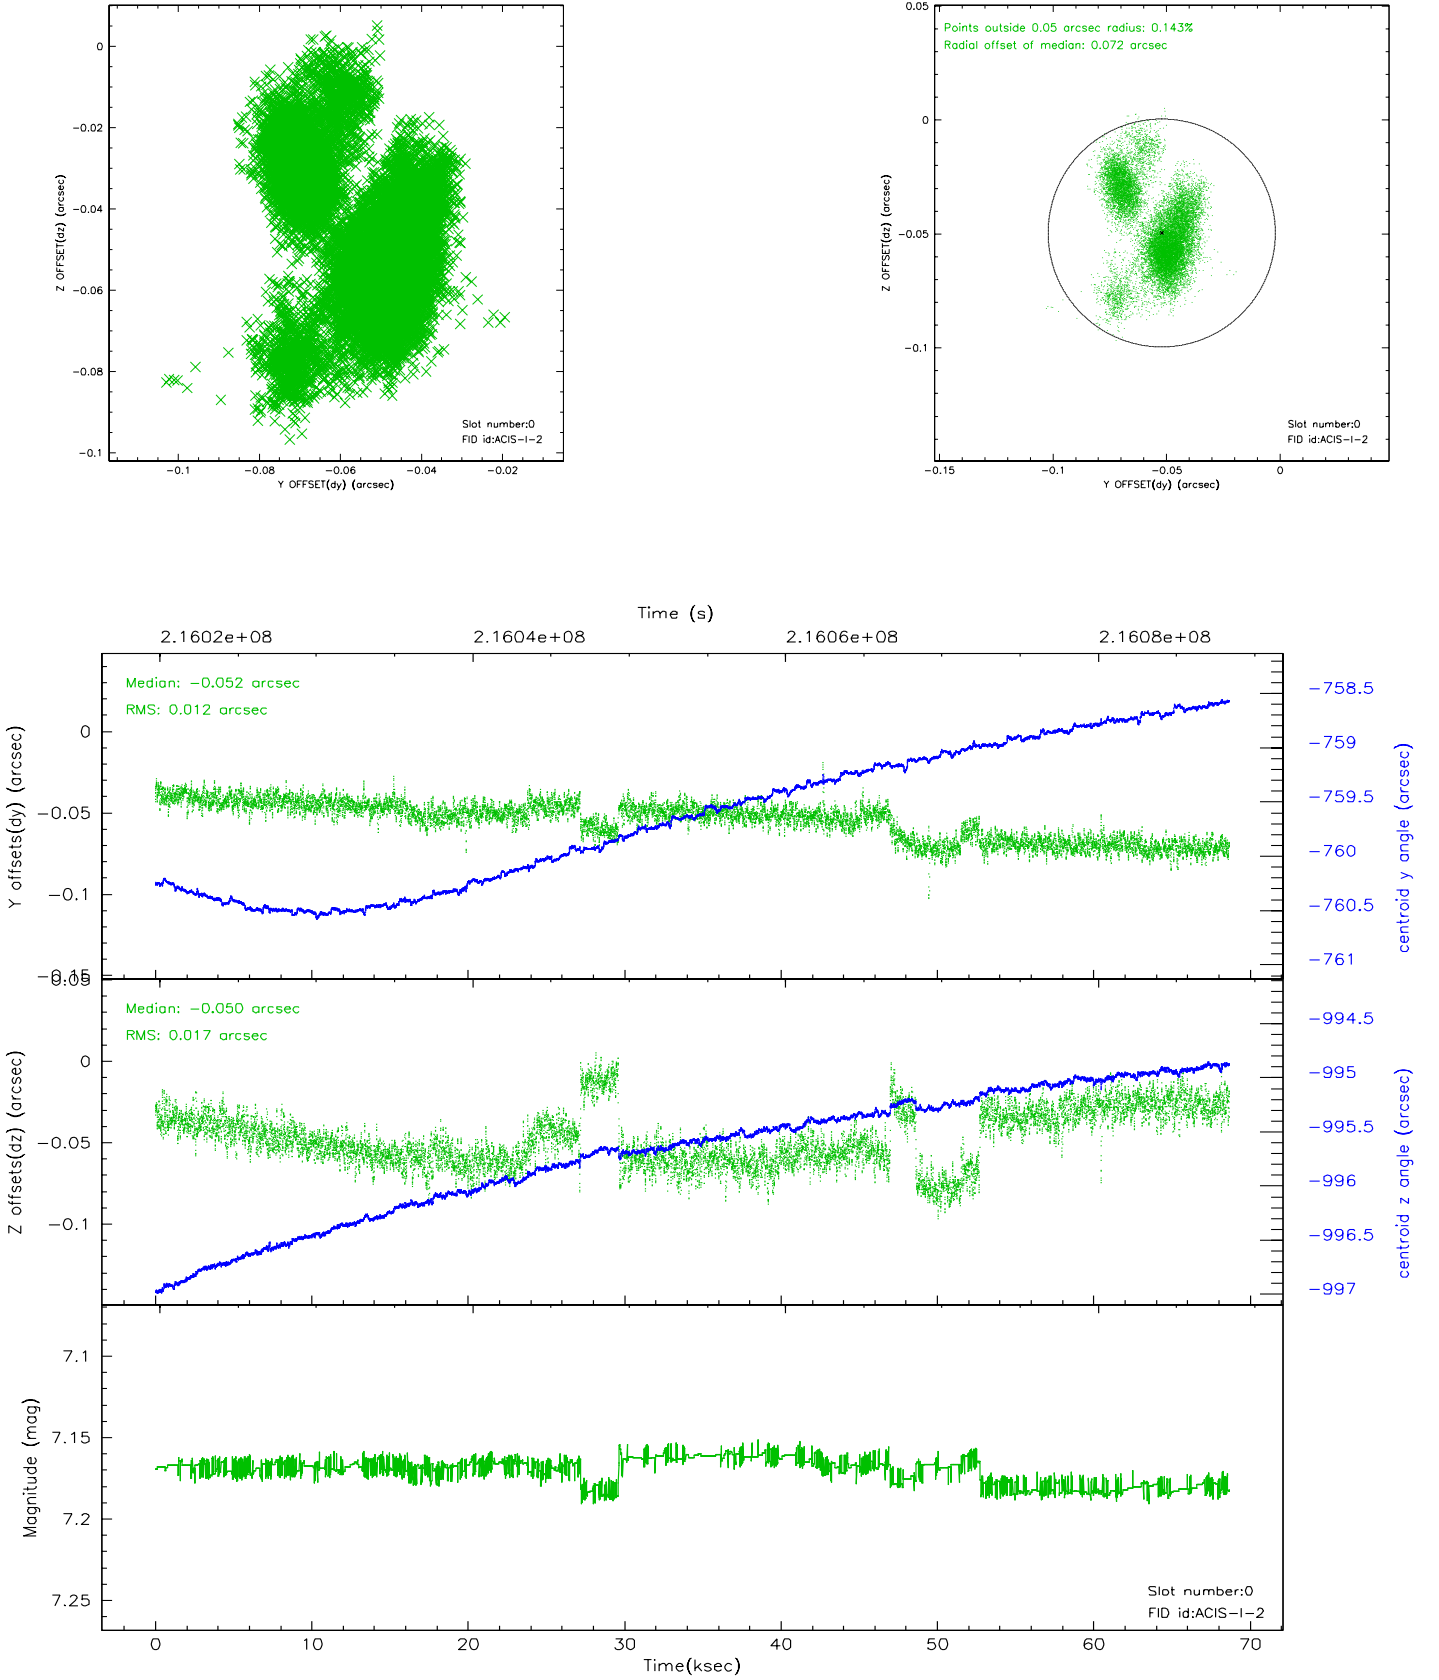 0
−0.02
−0.04
−0.06
−0.08
−0.1
Z OFFSET(dz) (arcsec)
−0.1
−0.08
−0.06
−0.04
−0.02
Y OFFSET(dy) (arcsec)
Slot number:0
FID id:ACIS−I−2
Points outside 0.05 arcsec radius: 0.143%
Radial offset of median: 0.072 arcsec
0.05
0
−0.05
−0.1
Z OFFSET(dz) (arcsec)
−0.15
−0.1
−0.05
0
Y OFFSET(dy) (arcsec)
Slot number:0
FID id:ACIS−I−2
Time (s)
2.1602e+08
2.1604e+08
2.1606e+08
2.1608e+08
Median: −0.052 arcsec
RMS: 0.012 arcsec
0
−0.05
−0.1
−0.15
Y offsets(dy) (arcsec)
−758.5
−759
−759.5
−760
−760.5
−761
centroid y angle (arcsec)
0.05
Median: −0.050 arcsec
RMS: 0.017 arcsec
0
−0.05
−0.1
Z offsets(dz) (arcsec)
−994.5
−995
−995.5
−996
−996.5
−997
centroid z angle (arcsec)
7.1
7.15
7.2
7.25
Magnitude (mag)
Slot number:0
FID id:ACIS−I−2
0
10
20
30
40
50
60
70
Time(ksec)